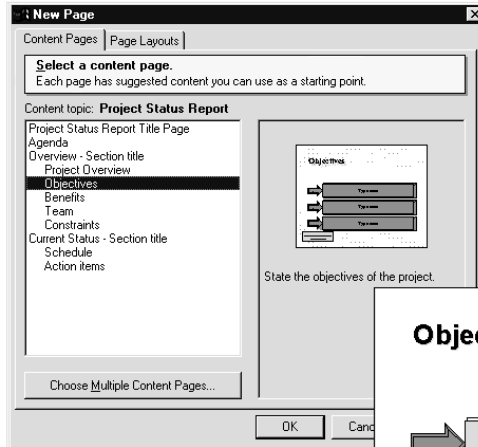 New Page
Content Pages
Page Layouts
Select a content page.
Each page has suggested content you can use as a starting point.
Content topic: Project Status Report
Project Status Report Title Page
Agenda
Overview - Section title
Project Overview
Objectives
Benefits
Team
Constraints
Current Status - Section title
Schedule
Action items
Objectives
State the objectives of the project.
Choose Multiple Content Pages...
OK
Canc
Objec